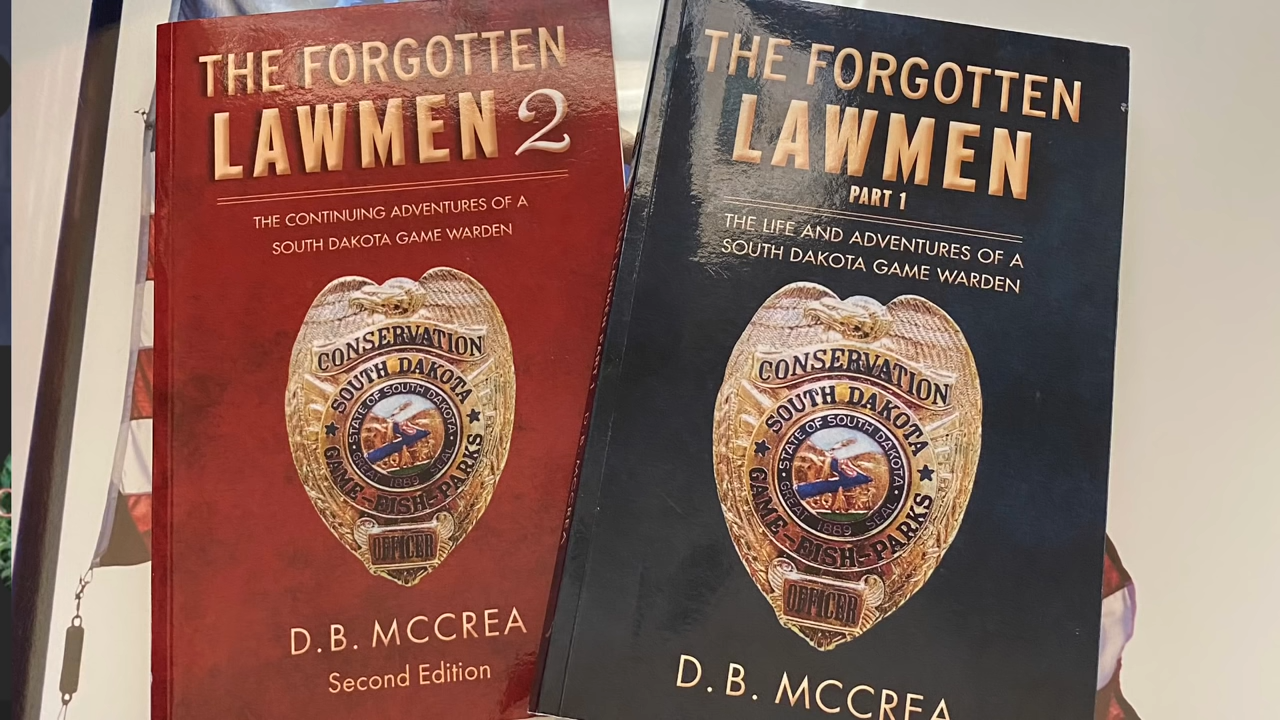 THE FORGOTTEN
LAWMEN 2
THE CONTINUING ADVENTURES OF A
SOUTH DAKOTA GAME WARDEN
CONSERVATION
SOUTH DAKOTA
STATE OF SOUTH DAKOTA
GREAT 1889 SEAL
GAME-FISH-PARKS
OFFICER
D.B. MCCREA
Second Edition
THE FORGOTTEN
LAWMEN
PART 1
THE LIFE AND ADVENTURES OF A
SOUTH DAKOTA GAME WARDEN
CONSERVATION
SOUTH DAKOTA
STATE OF SOUTH DAKOTA
GREAT 1889 SEAL
GAME-FISH-PARKS
OFFICER
D.B. MCCREA